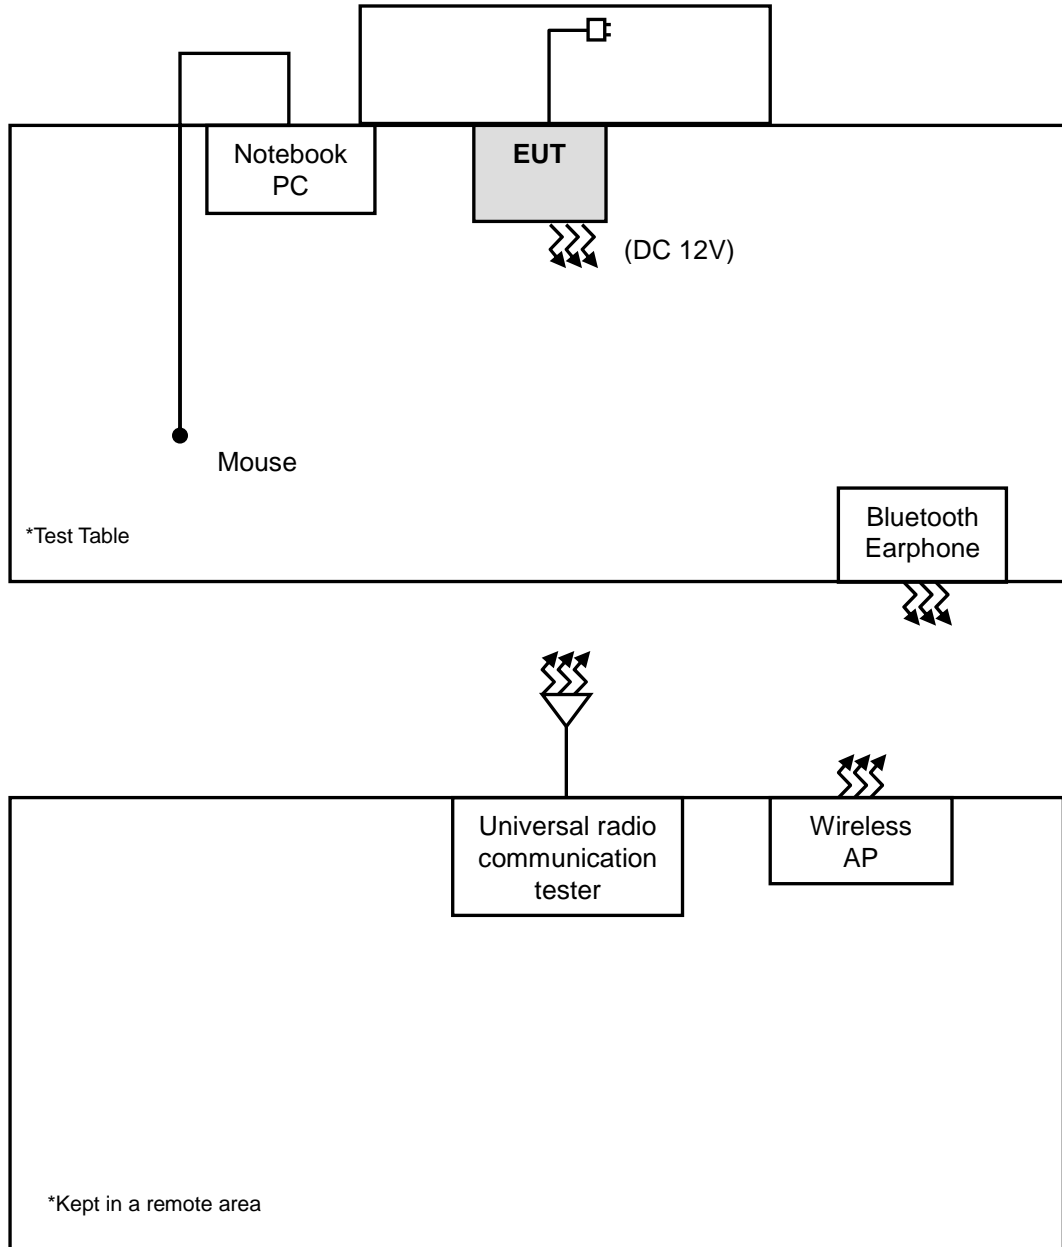 Notebook
PC
EUT
(DC 12V)
Mouse
*Test Table
Bluetooth
Earphone
Universal radio
communication
tester
Wireless
AP
*Kept in a remote area